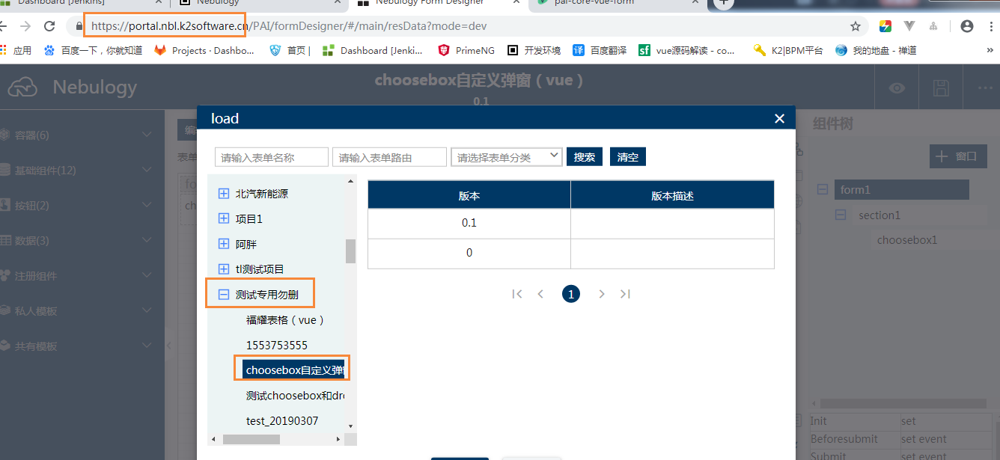 Dashboard [Jenkins]
Nebulogy
Nebulogy Form Designer
pai-core-vue-form
https://portal.nbl.k2software.cn/PAI/formDesigner/#/main/resData?mode=dev
应用
百度一下，你就知道
Projects · Dashbo...
首页 |
Dashboard [Jenki...
PrimeNG
开发环境
译 百度翻译
sf vue源码解读 - co...
K2|BPM平台
我的地盘 - 禅道
»
Nebulogy
choosebox自定义弹窗（vue）
0.1
容器(6)
基础组件(12)
按钮(2)
数据(3)
注册组件
私人模板
共有模板
表单
load
请输入表单名称
请输入表单路由
请选择表单分类
搜索
清空
北汽新能源
项目1
阿胖
tl测试项目
测试专用勿删
福耀表格（vue）
1553753555
choosebox自定义弹窗
测试choosebox和dro
test_20190307
版本 版本描述
0.1
0
1
组件树
窗口
form1
section1
choosebox1
Init set
Beforesubmit set event
Submit set event